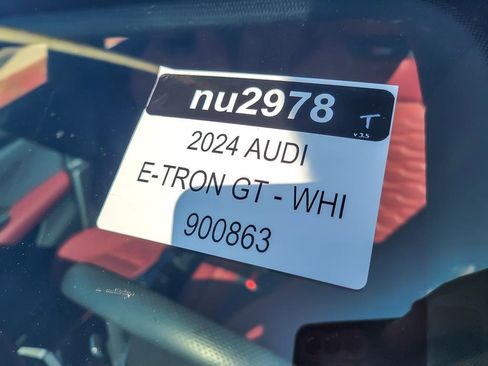 nu2978 T
v 3.5
2024 AUDI
E-TRON GT - WHI
900863